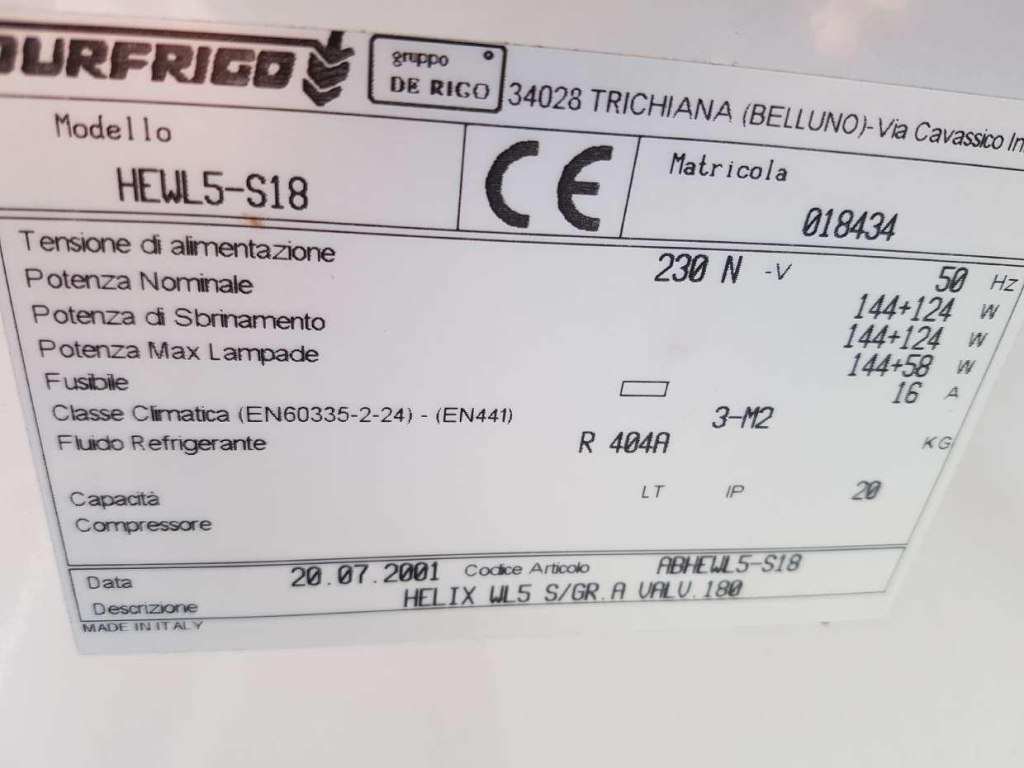 OURFRIGO gruppo DE RIGO 34028 TRICHIANA (BELLUNO)-Via Cavassico In
Modello
HEWL5-S18
CE
Matricola
018434
Tensione di alimentazione 230 N ~V 50 Hz
Potenza Nominale 144+124 W
Potenza di Sbrinamento 144+124 W
Potenza Max Lampade 144+58 W
Fusibile 16 A
Classe Climatica (EN60335-2-24) - (EN441) 3-M2
Fluido Refrigerante R 404A KG
Capacità LT IP 20
Compressore
Data 20.07.2001 Codice Articolo ABHEWL5-S18
Descrizione HELIX WL5 S/GR.A VALV.180
MADE IN ITALY